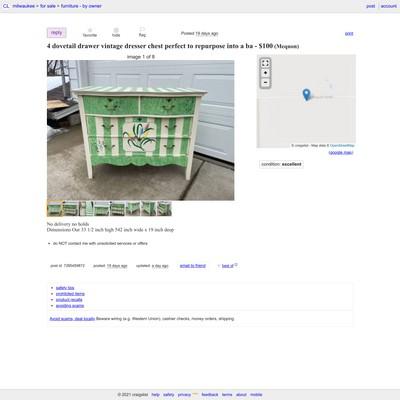 CL milwaukee > for sale > furniture - by owner post account
reply favorite hide flag Posted 19 days ago print
4 dovetail drawer vintage dresser chest perfect to repurpose into a ba - $100 (Mequon)
image 1 of 8
+
−
© craigslist - Map data © OpenStreetMap
(google map)
condition: excellent
No delivery no holds
Dimensions Our 33 1/2 inch high 542 inch wide x 19 inch deep
do NOT contact me with unsolicited services or offers
post id: posted: 19 days ago updated: a day ago email to friend best of
safety tips
prohibited items
product recalls
avoiding scams
Avoid scams, deal locally Beware wiring (e.g. Western Union), cashier checks, money orders, shipping.
© 2021 craigslist help safety privacy feedback terms about mobile